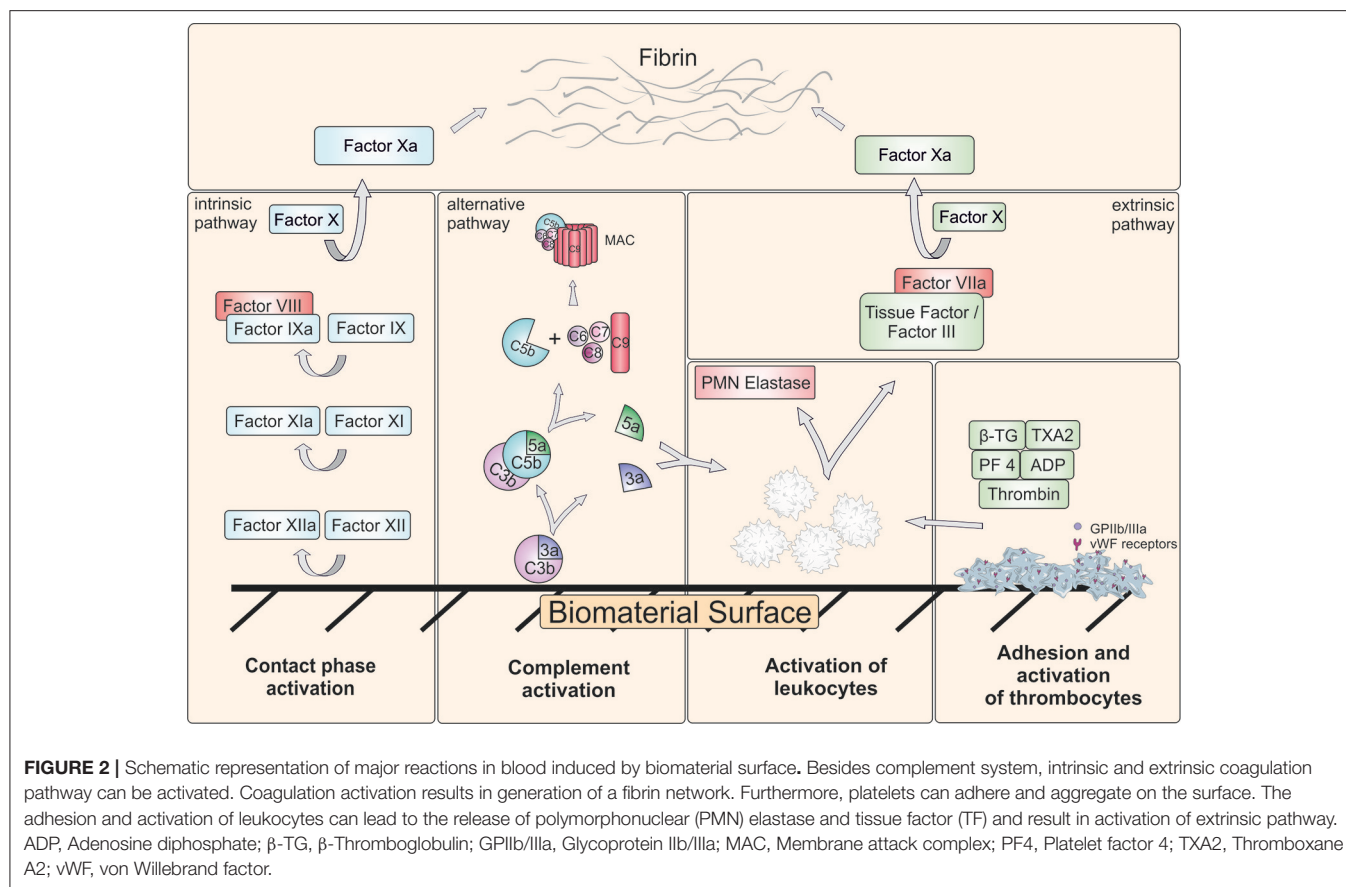 Fibrin
Factor Xa
Factor Xa
intrinsic
pathway
Factor X
alternative
pathway
C5b
C6
C7
C8
C9
MAC
Factor X
extrinsic
pathway
Factor VIII
Factor IXa
Factor IX
C5b
+
C6
C7
C8
C9
Factor VIIa
Tissue Factor /
Factor III
PMN Elastase
Factor XIa
Factor XI
5a
C5b
C3b
5a
3a
β-TG
TXA2
PF 4
ADP
Thrombin
Factor XIIa
Factor XII
3a
C3b
GPIIb/IIIa
vWF receptors
Biomaterial Surface
Contact phase
activation
Complement
activation
Activation of
leukocytes
Adhesion and
activation
of thrombocytes
FIGURE 2 | Schematic representation of major reactions in blood induced by biomaterial surface. Besides complement system, intrinsic and extrinsic coagulation
pathway can be activated. Coagulation activation results in generation of a fibrin network. Furthermore, platelets can adhere and aggregate on the surface. The
adhesion and activation of leukocytes can lead to the release of polymorphonuclear (PMN) elastase and tissue factor (TF) and result in activation of extrinsic pathway.
ADP, Adenosine diphosphate; β-TG, β-Thromboglobulin; GPIIb/IIIa, Glycoprotein IIb/IIIa; MAC, Membrane attack complex; PF4, Platelet factor 4; TXA2, Thromboxane
A2; vWF, von Willebrand factor.